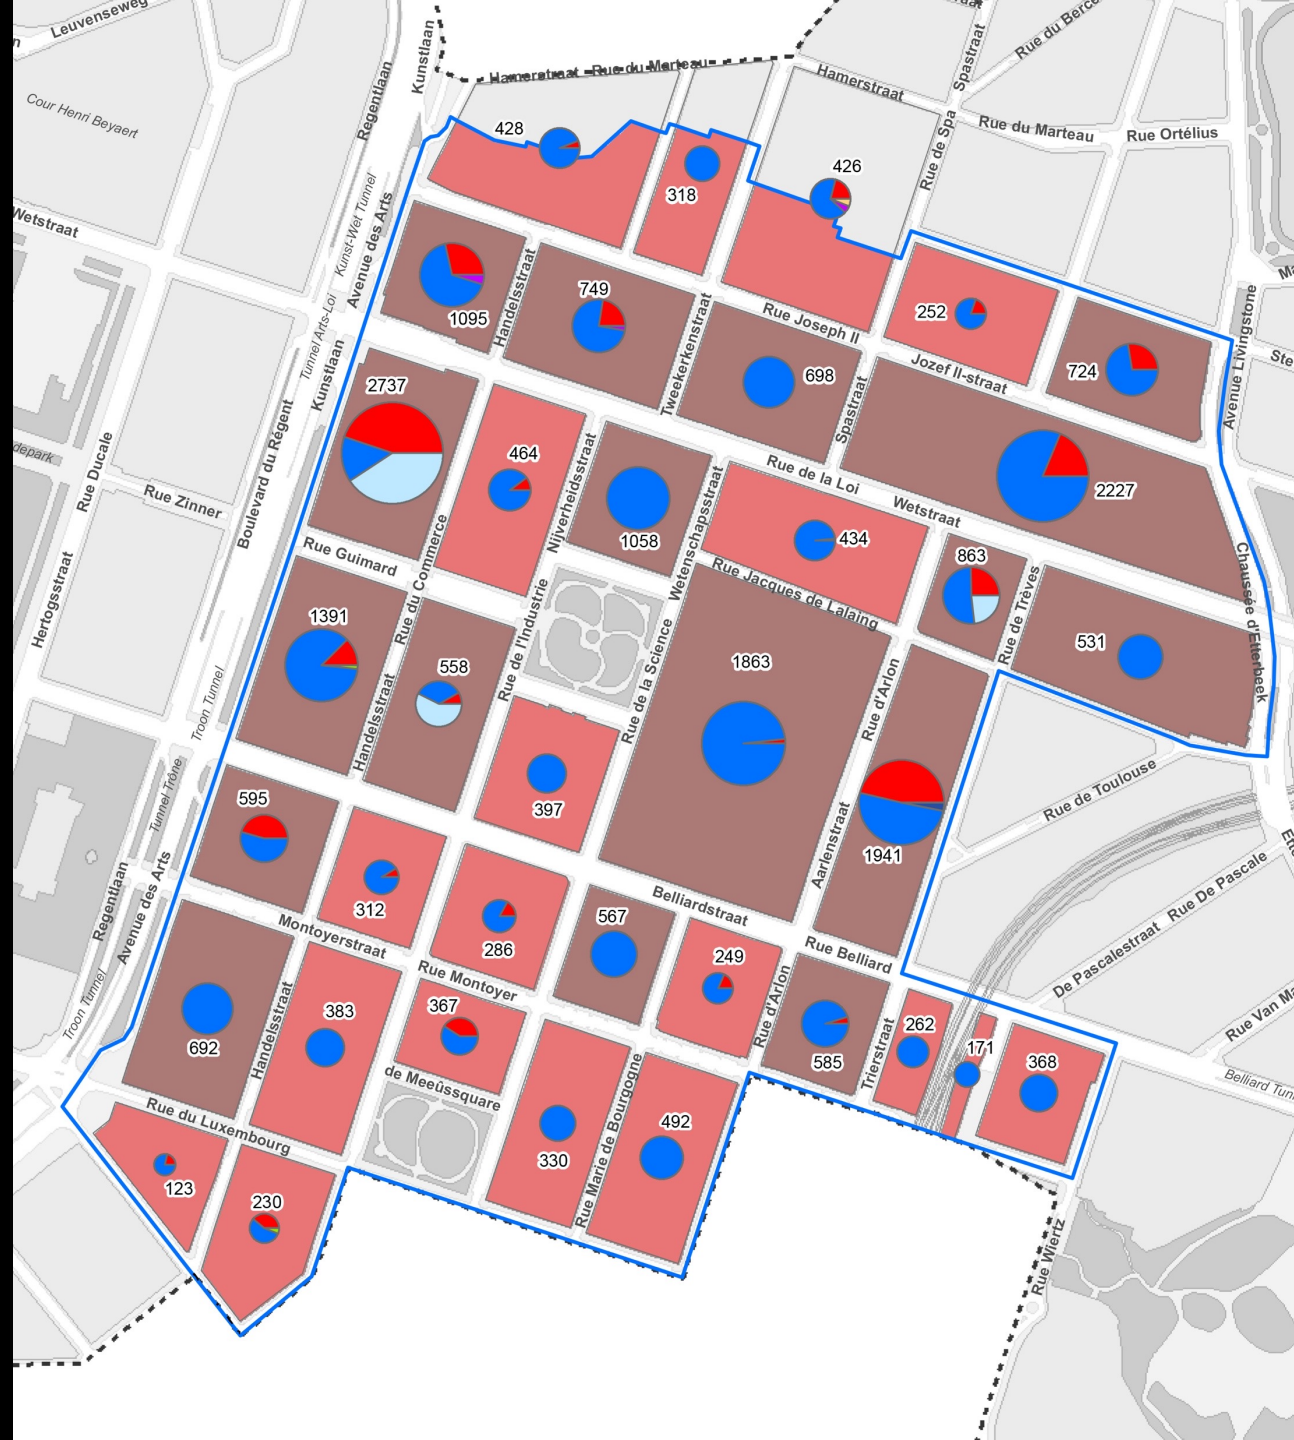 Leuvenseweg
Kunstlaan
Hamerstraat Rue du Marteau
Hamerstraat
Spastraat
Rue du Marteau
Rue Ortélius
Cour Henri Beyaert
Regentlaan
428
318
426
Rue de Spa
Wetstraat
Kunst-Wet Tunnel
Avenue des Arts
Tunnel Arts-Loi
1095
Handelsstraat
749
Tweekerkenstraat
Rue Joseph II
252
Jozef II-straat
724
Avenue Livingstone
Kunstlaan
2737
464
698
Spastraat
Rue de la Loi
Wetstraat
2227
Rue Ducale
Rue Zinner
Boulevard du Régent
Nijverheidsstraat
1058
Wetenschapsstraat
434
863
Rue Guimard
Rue du Commerce
Rue Jacques de Lalaing
Rue de Trèves
531
Chaussée d'Etterbeek
Hertogsstraat
1391
558
Rue de l'Industrie
Rue de la Science
1863
Rue d'Arlon
Troon Tunnel
Handelsstraat
397
Aarlenstraat
1941
Rue de Toulouse
Tunnel Trône
595
312
286
567
Belliardstraat
249
Rue Belliard
Rue De Pascale
De Pascalestraat
Regentlaan
Avenue des Arts
Montoyerstraat
Rue Montoyer
Rue d'Arlon
Troon Tunnel
692
Handelsstraat
383
367
de Meeûssquare
585
Trierstraat
262
171
368
Rue du Luxembourg
330
Rue Marie de Bourgogne
492
123
230
Rue Wiertz